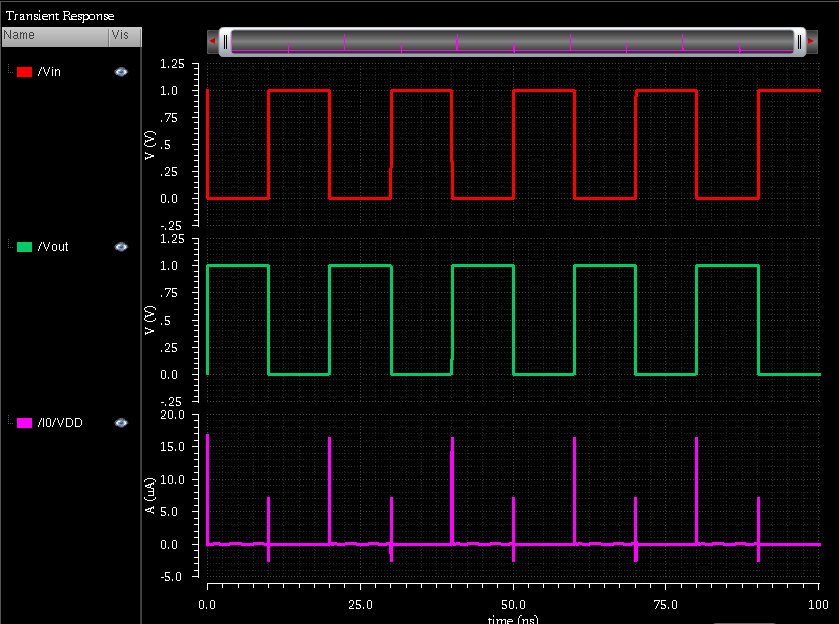 Transient Response
Name Vis
/Vin
1.25
1.0
.75
.5
.25
0.0
-.25
V (V)
/Vout
1.25
1.0
.75
.5
.25
0.0
-.25
V (V)
/I0/VDD
20.0
15.0
10.0
5.0
0.0
-5.0
A (uA)
0.0 25.0 50.0 75.0 100
time (ns)